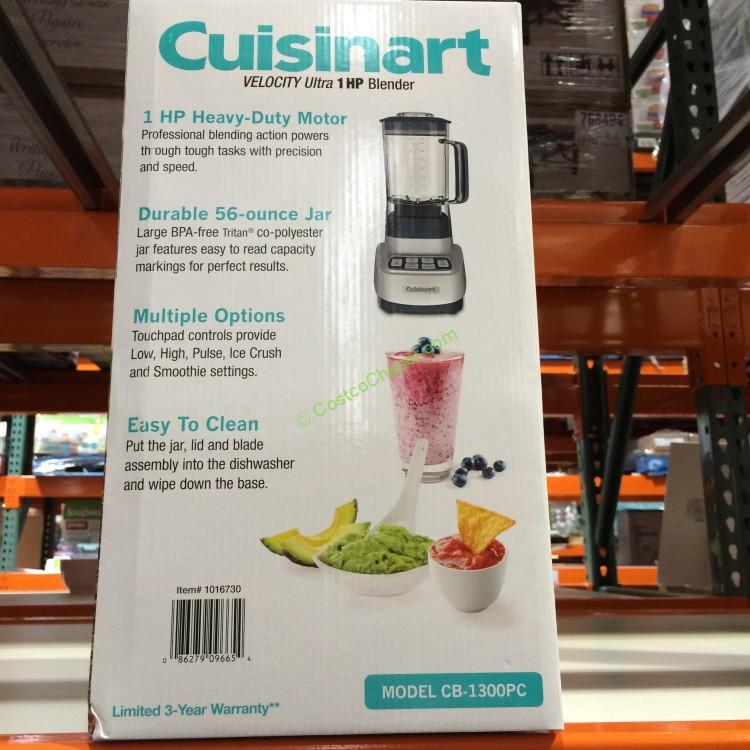 Cuisinart
VELOCITY Ultra 1HP Blender
1 HP Heavy-Duty Motor
Professional blending action powers
through tough tasks with precision
and speed.
Durable 56-ounce Jar
Large BPA-free Tritan® co-polyester
jar features easy to read capacity
markings for perfect results.
Multiple Options
Touchpad controls provide
Low, High, Pulse, Ice Crush
and Smoothie settings.
Easy To Clean
Put the jar, lid and blade
assembly into the dishwasher
and wipe down the base.
Cuisinart
© CostcoChaser.com
Item# 1016730
0 86279 09665 4
MODEL CB-1300PC
Limited 3-Year Warranty**